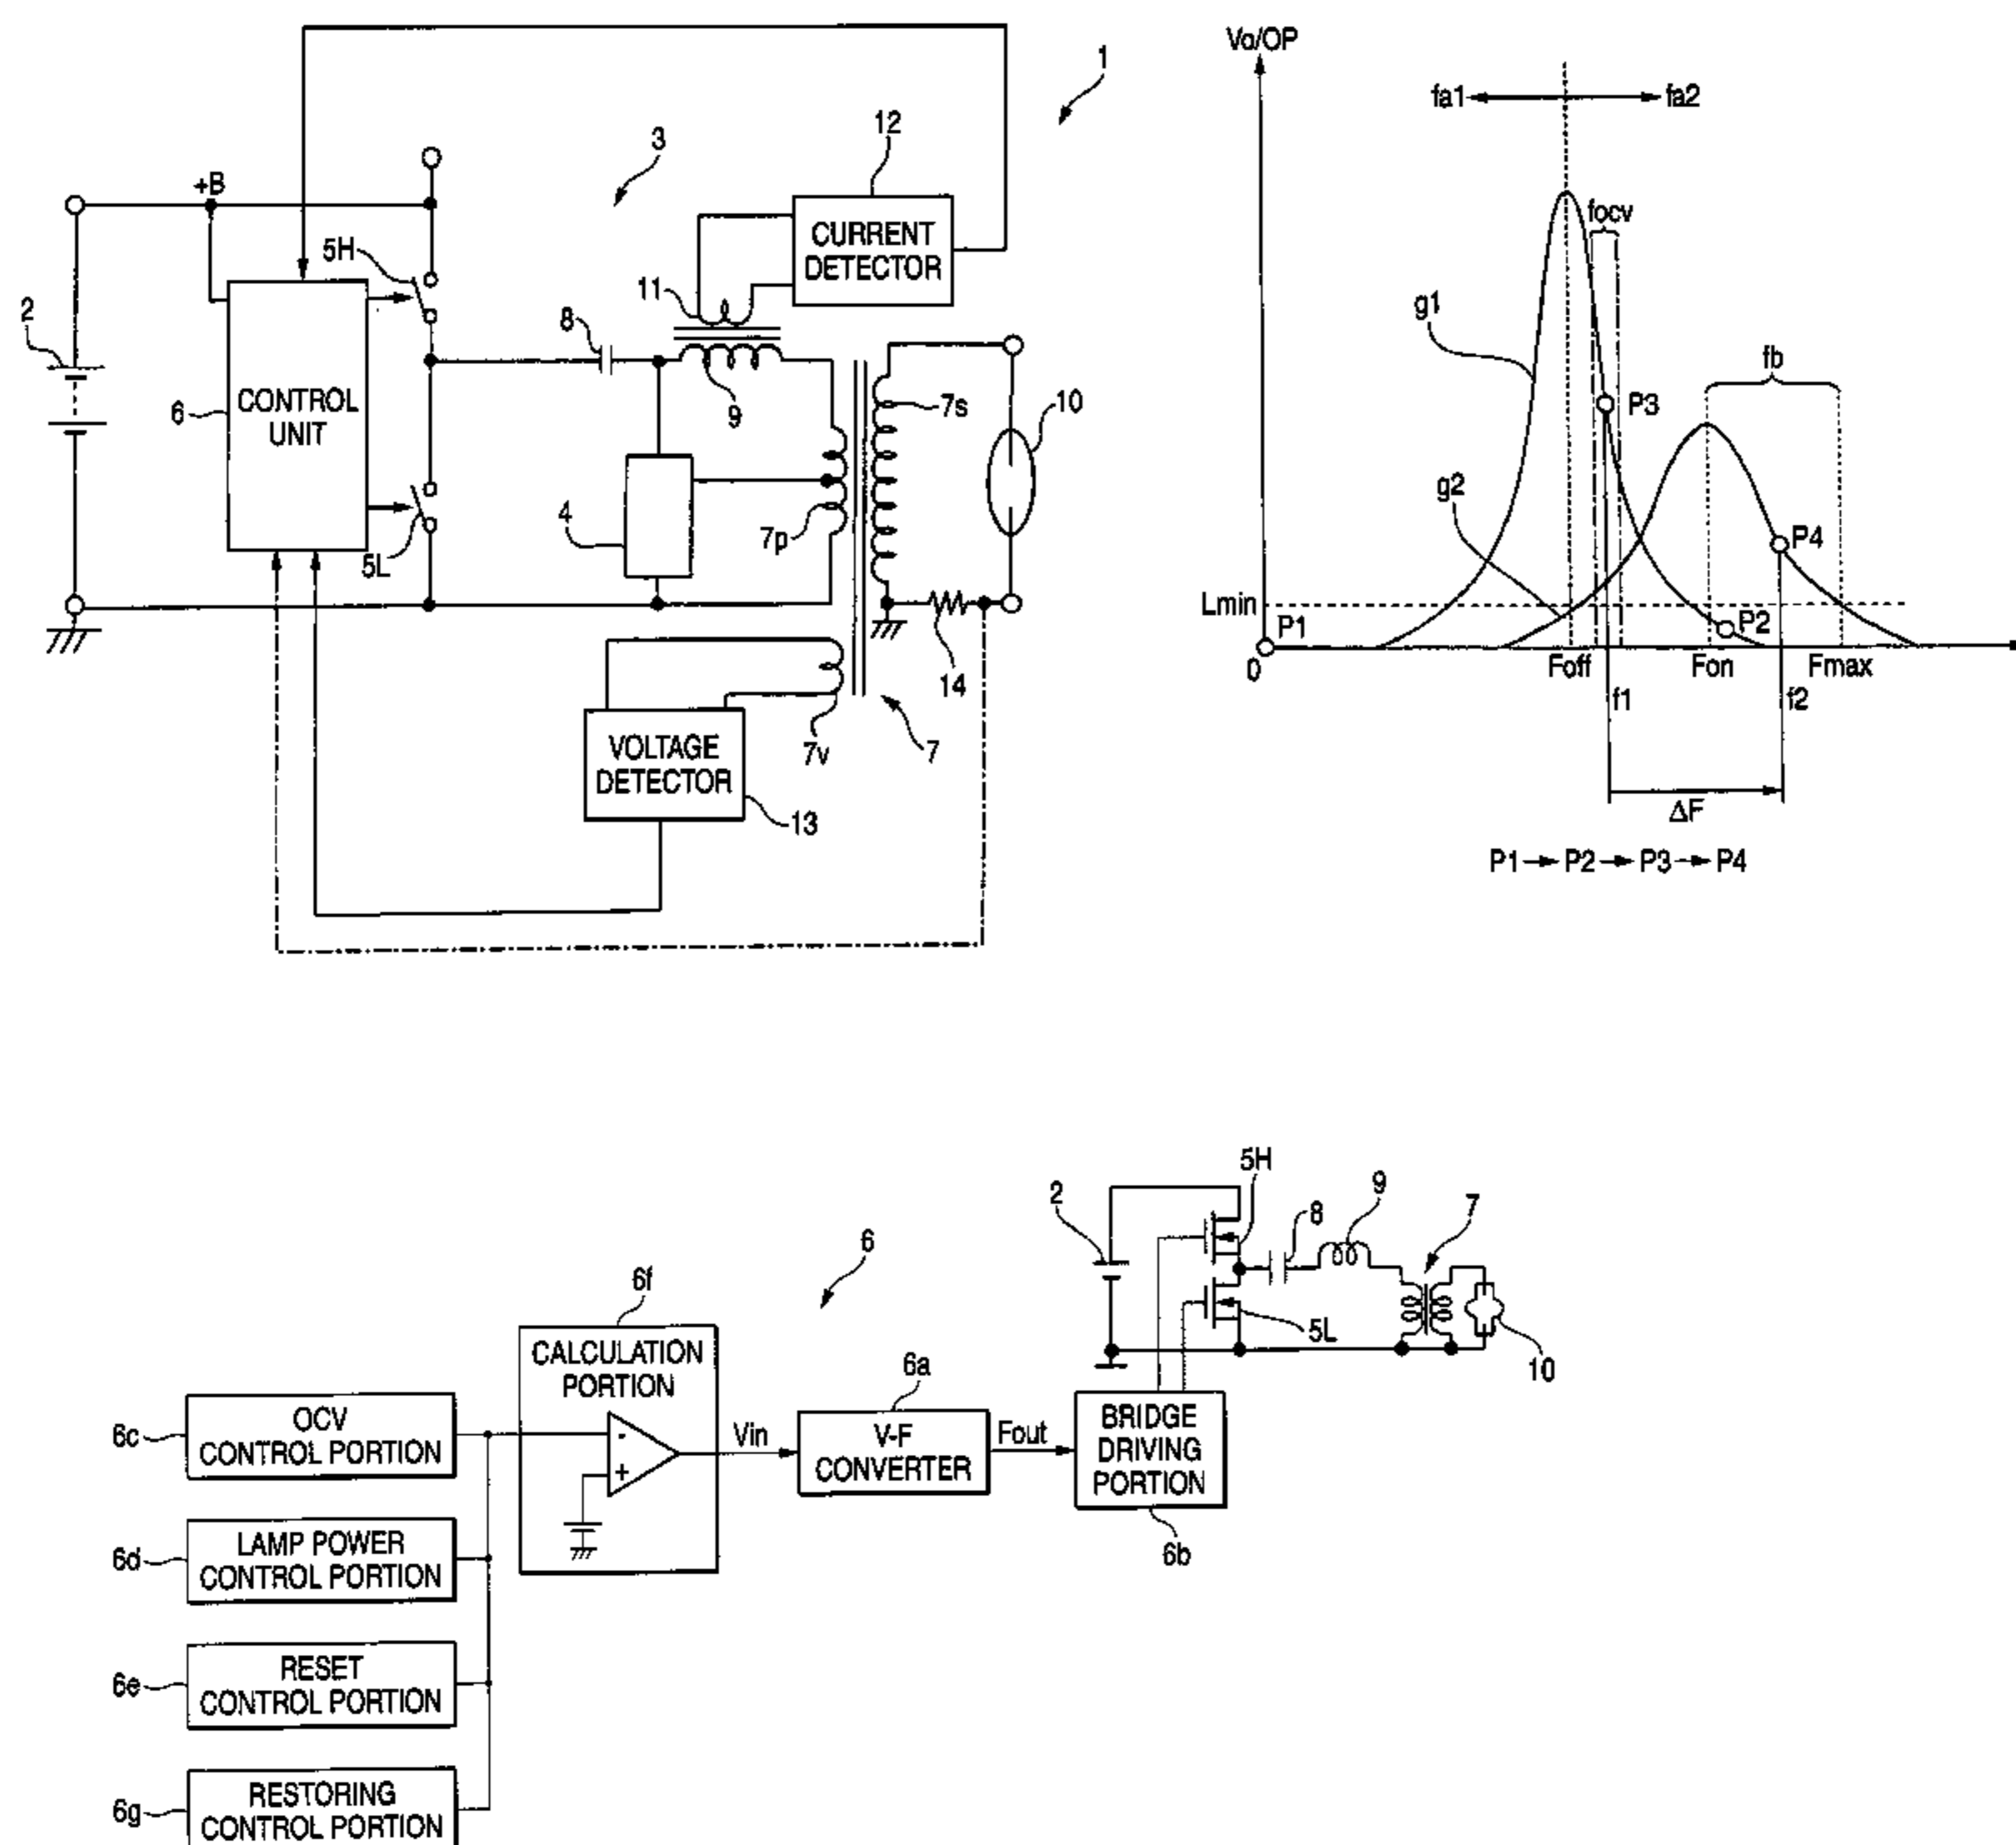 1
3
12
+B
5H
CURRENT
DETECTOR
2
11
8
6
CONTROL
UNIT
9
7s
10
4
7p
5L
14
7v
7
VOLTAGE
DETECTOR
13
Vo/OP
fa1
fa2
focv
g1
fb
P3
g2
P4
Lmin
P1
P2
0
Foff
Fon
Fmax
f1
f2
ΔF
P1→P2→P3→P4
5H
2
8
9
7
6
6f
CALCULATION
PORTION
5L
10
6a
6c
OCV
CONTROL PORTION
-
+
Vin
V-F
CONVERTER
Fout
BRIDGE
DRIVING
PORTION
6b
6d
LAMP POWER
CONTROL PORTION
6e
RESET
CONTROL PORTION
6g
RESTORING
CONTROL PORTION